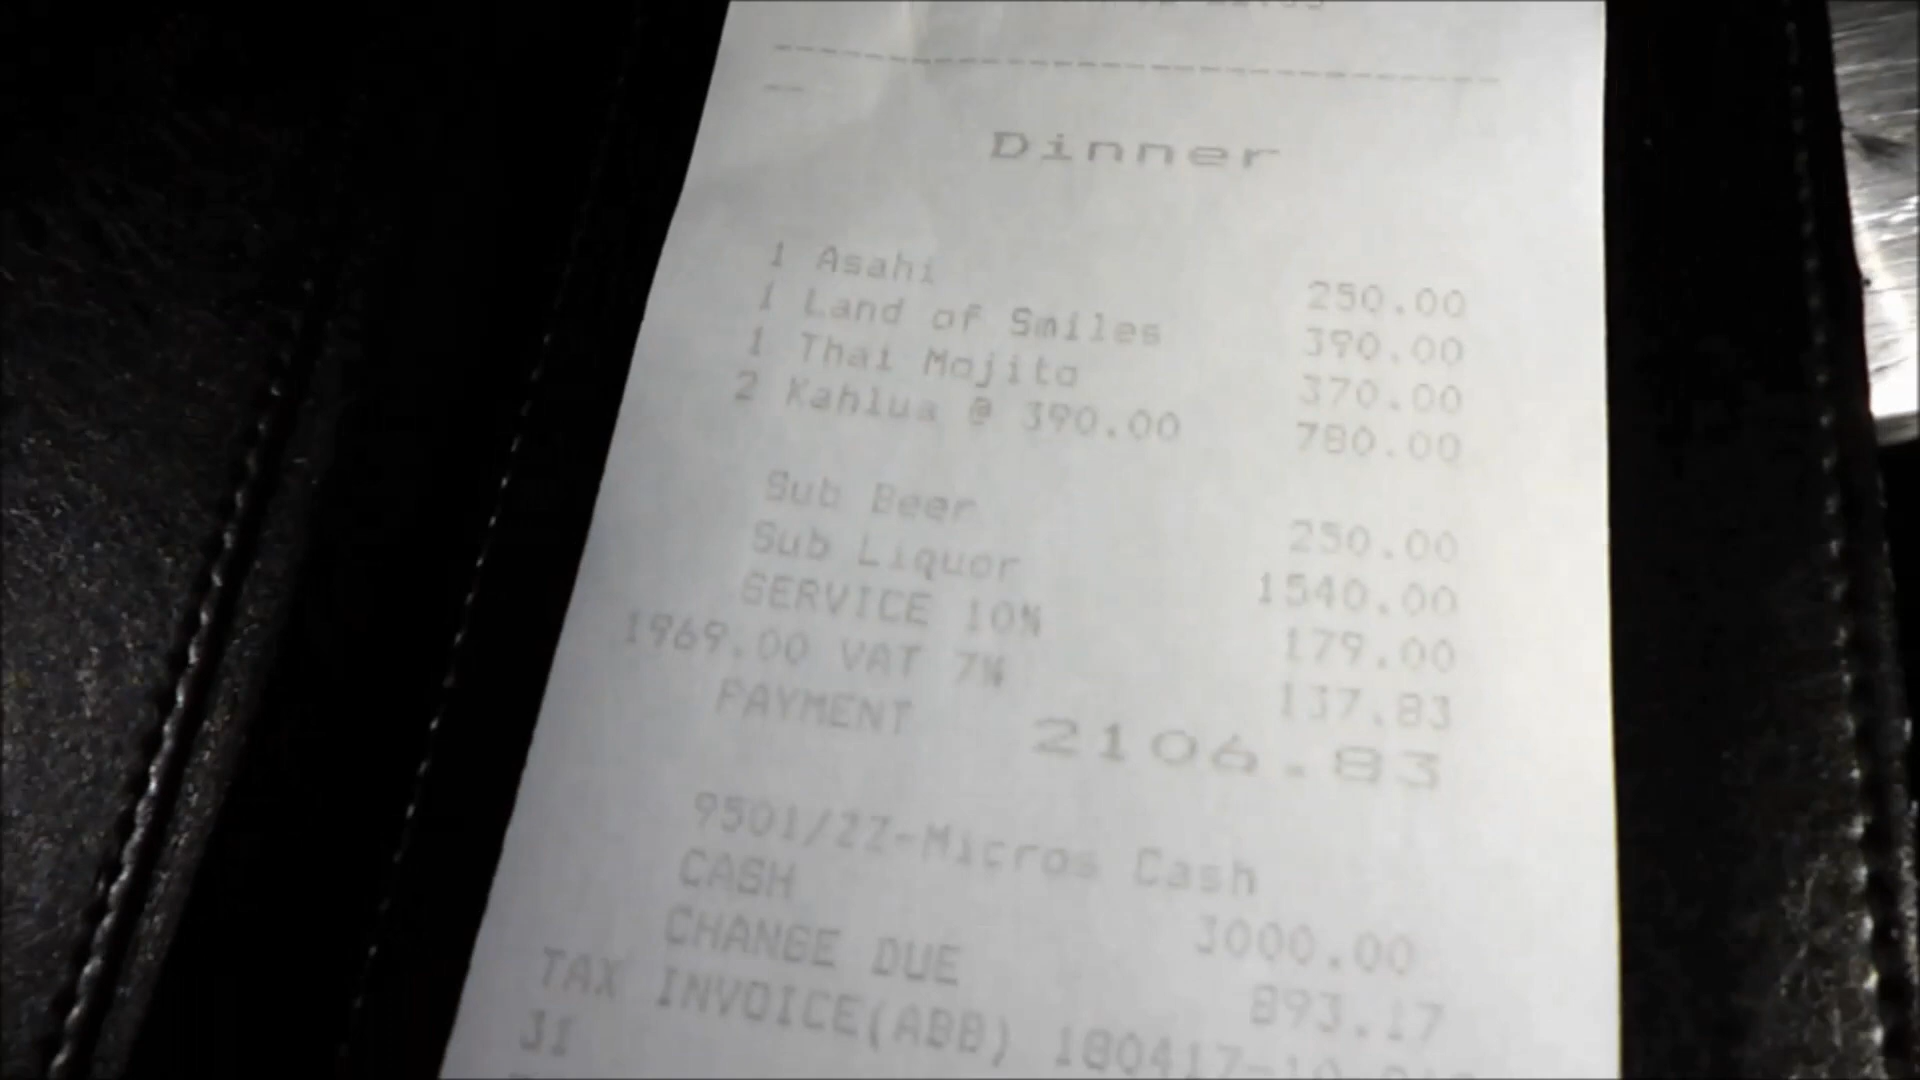 --------------------------------------
--
Dinner
1 Asahi 250.00
1 Land of Smiles 390.00
1 Thai Mojito 370.00
2 Kahlua @ 390.00 780.00
Sub Beer 250.00
Sub Liquor 1540.00
SERVICE 10% 179.00
1969.00 VAT 7% 137.83
PAYMENT 2106.83
9501/ZZ-Micros Cash
CASH 3000.00
CHANGE DUE 893.17
TAX INVOICE(ABB)
31